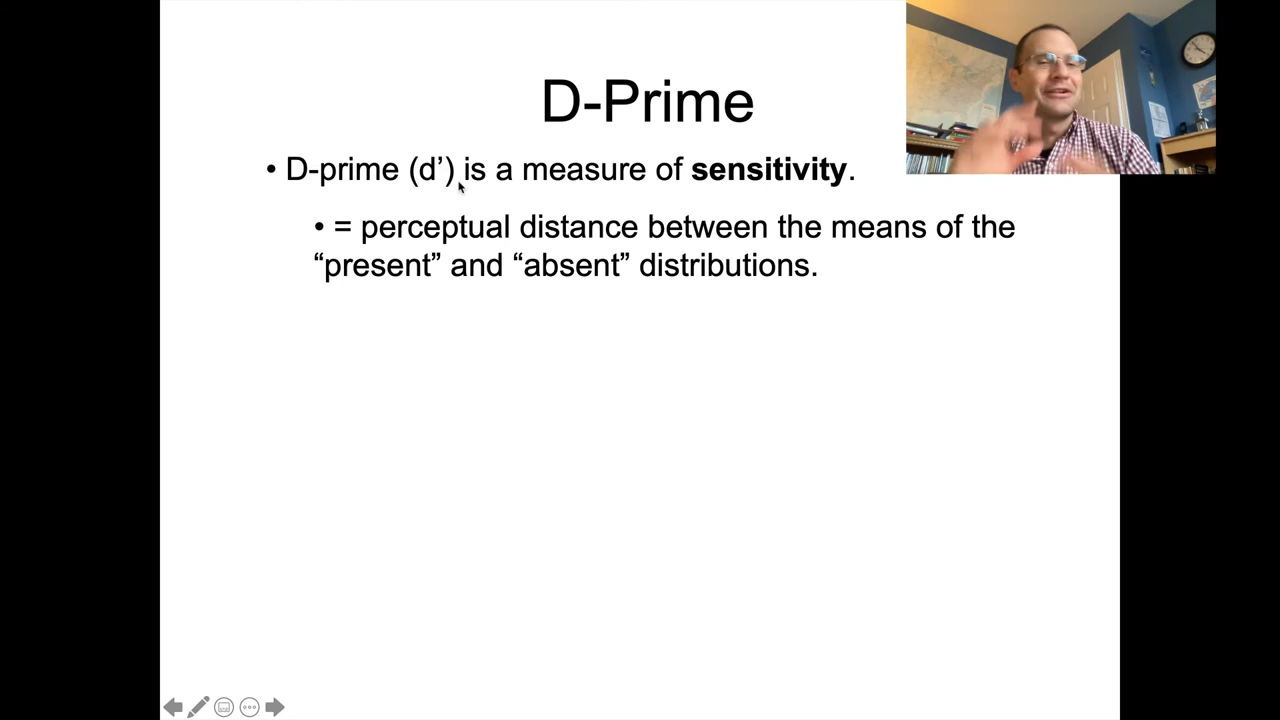 D-Prime
• D-prime (d’) is a measure of sensitivity.
• = perceptual distance between the means of the
“present” and “absent” distributions.